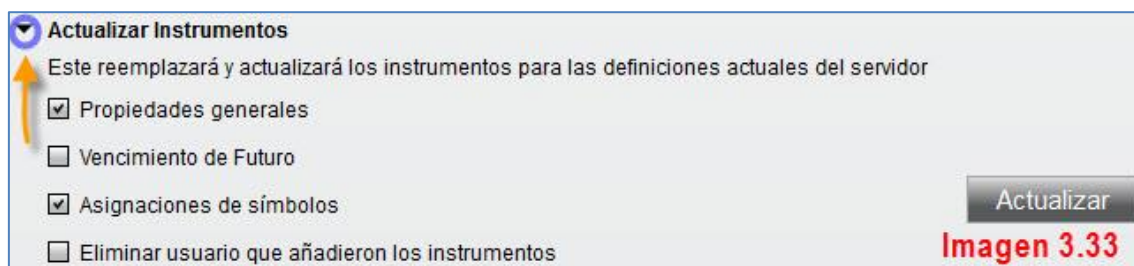 Actualizar Instrumentos
Este reemplazará y actualizará los instrumentos para las definiciones actuales del servidor
Propiedades generales
Vencimiento de Futuro
Asignaciones de símbolos
Actualizar
Eliminar usuario que añadieron los instrumentos
Imagen 3.33